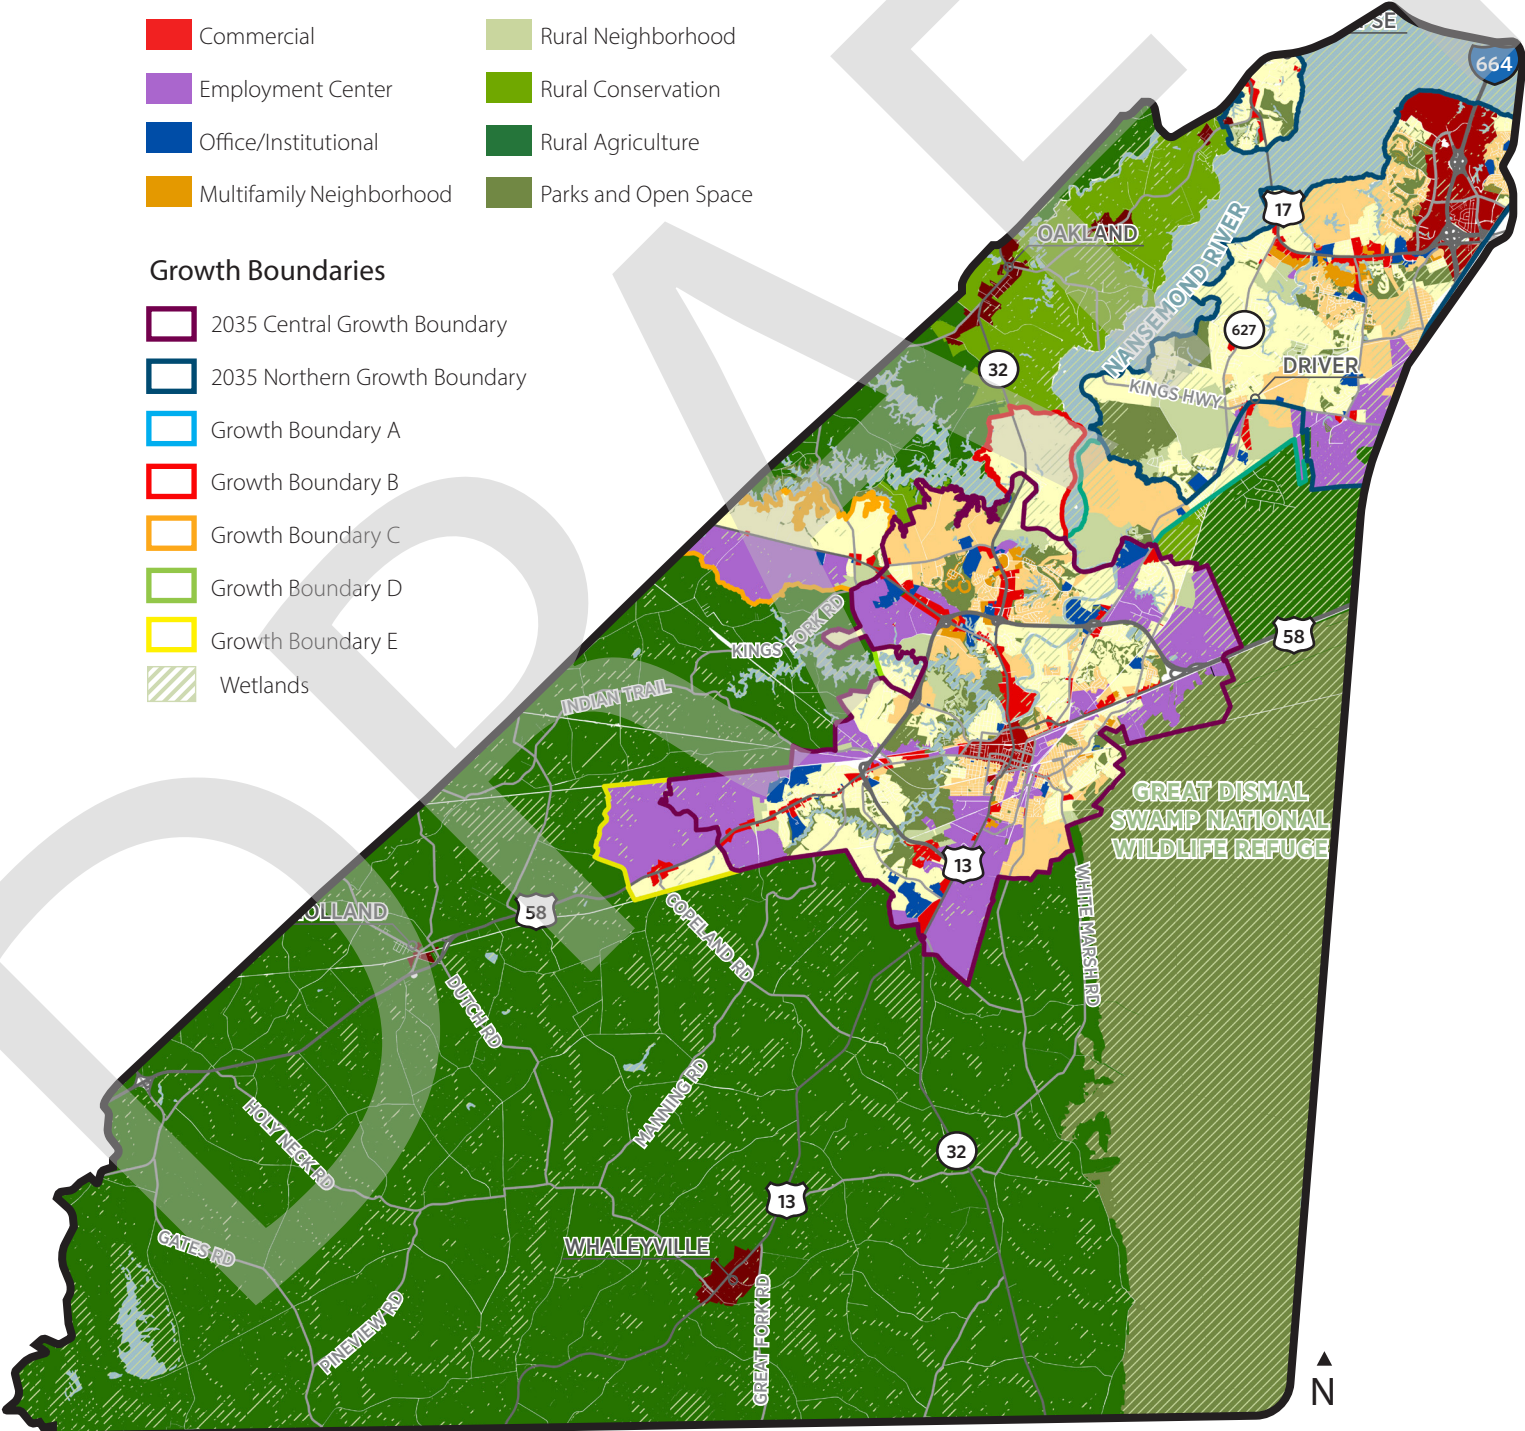 Commercial
Employment Center
Office/Institutional
Multifamily Neighborhood
Rural Neighborhood
Rural Conservation
Rural Agriculture
Parks and Open Space
Growth Boundaries
2035 Central Growth Boundary
2035 Northern Growth Boundary
Growth Boundary A
Growth Boundary B
Growth Boundary C
Growth Boundary D
Growth Boundary E
Wetlands
664
17
OAKLAND
NANSEMOND RIVER
627
32
DRIVER
KINGS HWY
58
KINGS FORK RD
INDIAN TRAIL
GREAT DISMAL
SWAMP NATIONAL
WILDLIFE REFUGE
13
58
COPELAND RD
WHITE MARSH RD
DUTCH RD
MANNING RD
HOLY NECK RD
32
13
GATES RD
WHALEYVILLE
PINEVIEW RD
GREAT FORK RD
N
DRAF